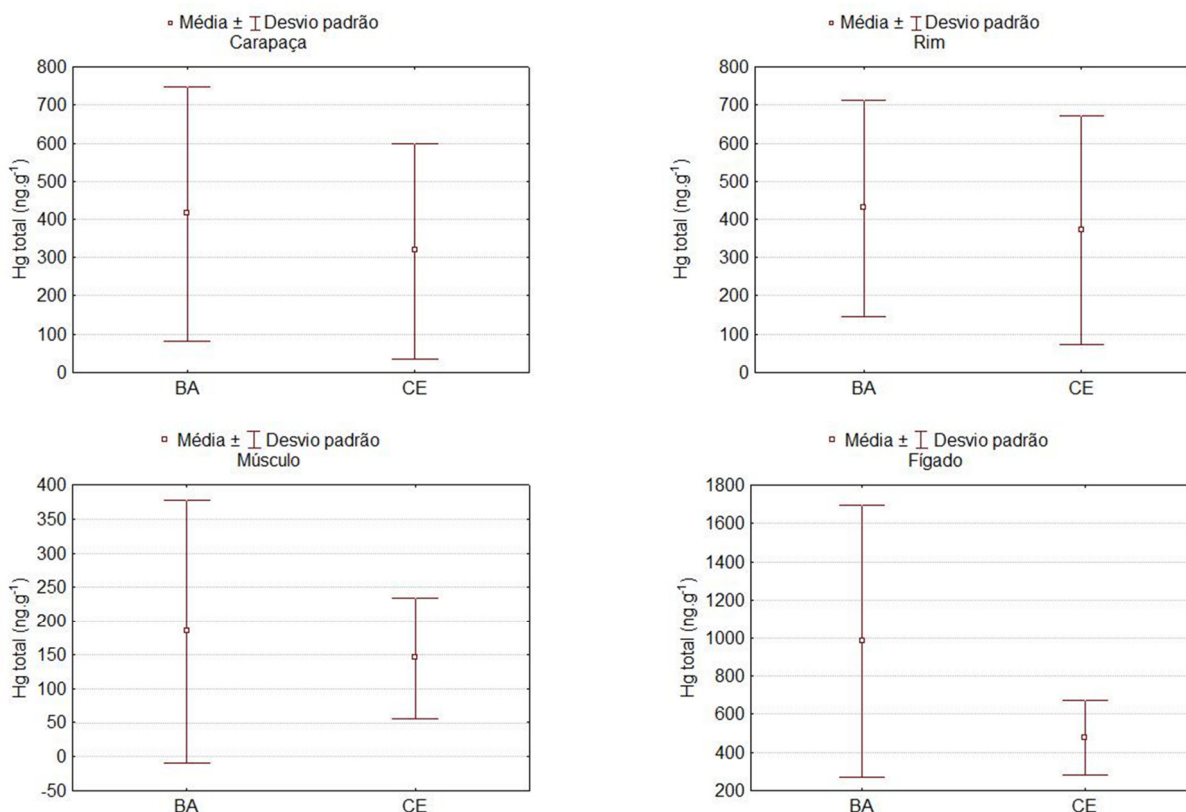 Média ± Desvio padrão
Carapaça
800
700
600
500
400
300
200
100
0
Hg total (ng.g⁻¹)
BA CE
Média ± Desvio padrão
Rim
800
700
600
500
400
300
200
100
0
Hg total (ng.g⁻¹)
BA CE
Média ± Desvio padrão
Músculo
400
350
300
250
200
150
100
50
0
-50
Hg total (ng.g⁻¹)
BA CE
Média ± Desvio padrão
Fígado
1800
1600
1400
1200
1000
800
600
400
200
Hg total (ng.g⁻¹)
BA CE